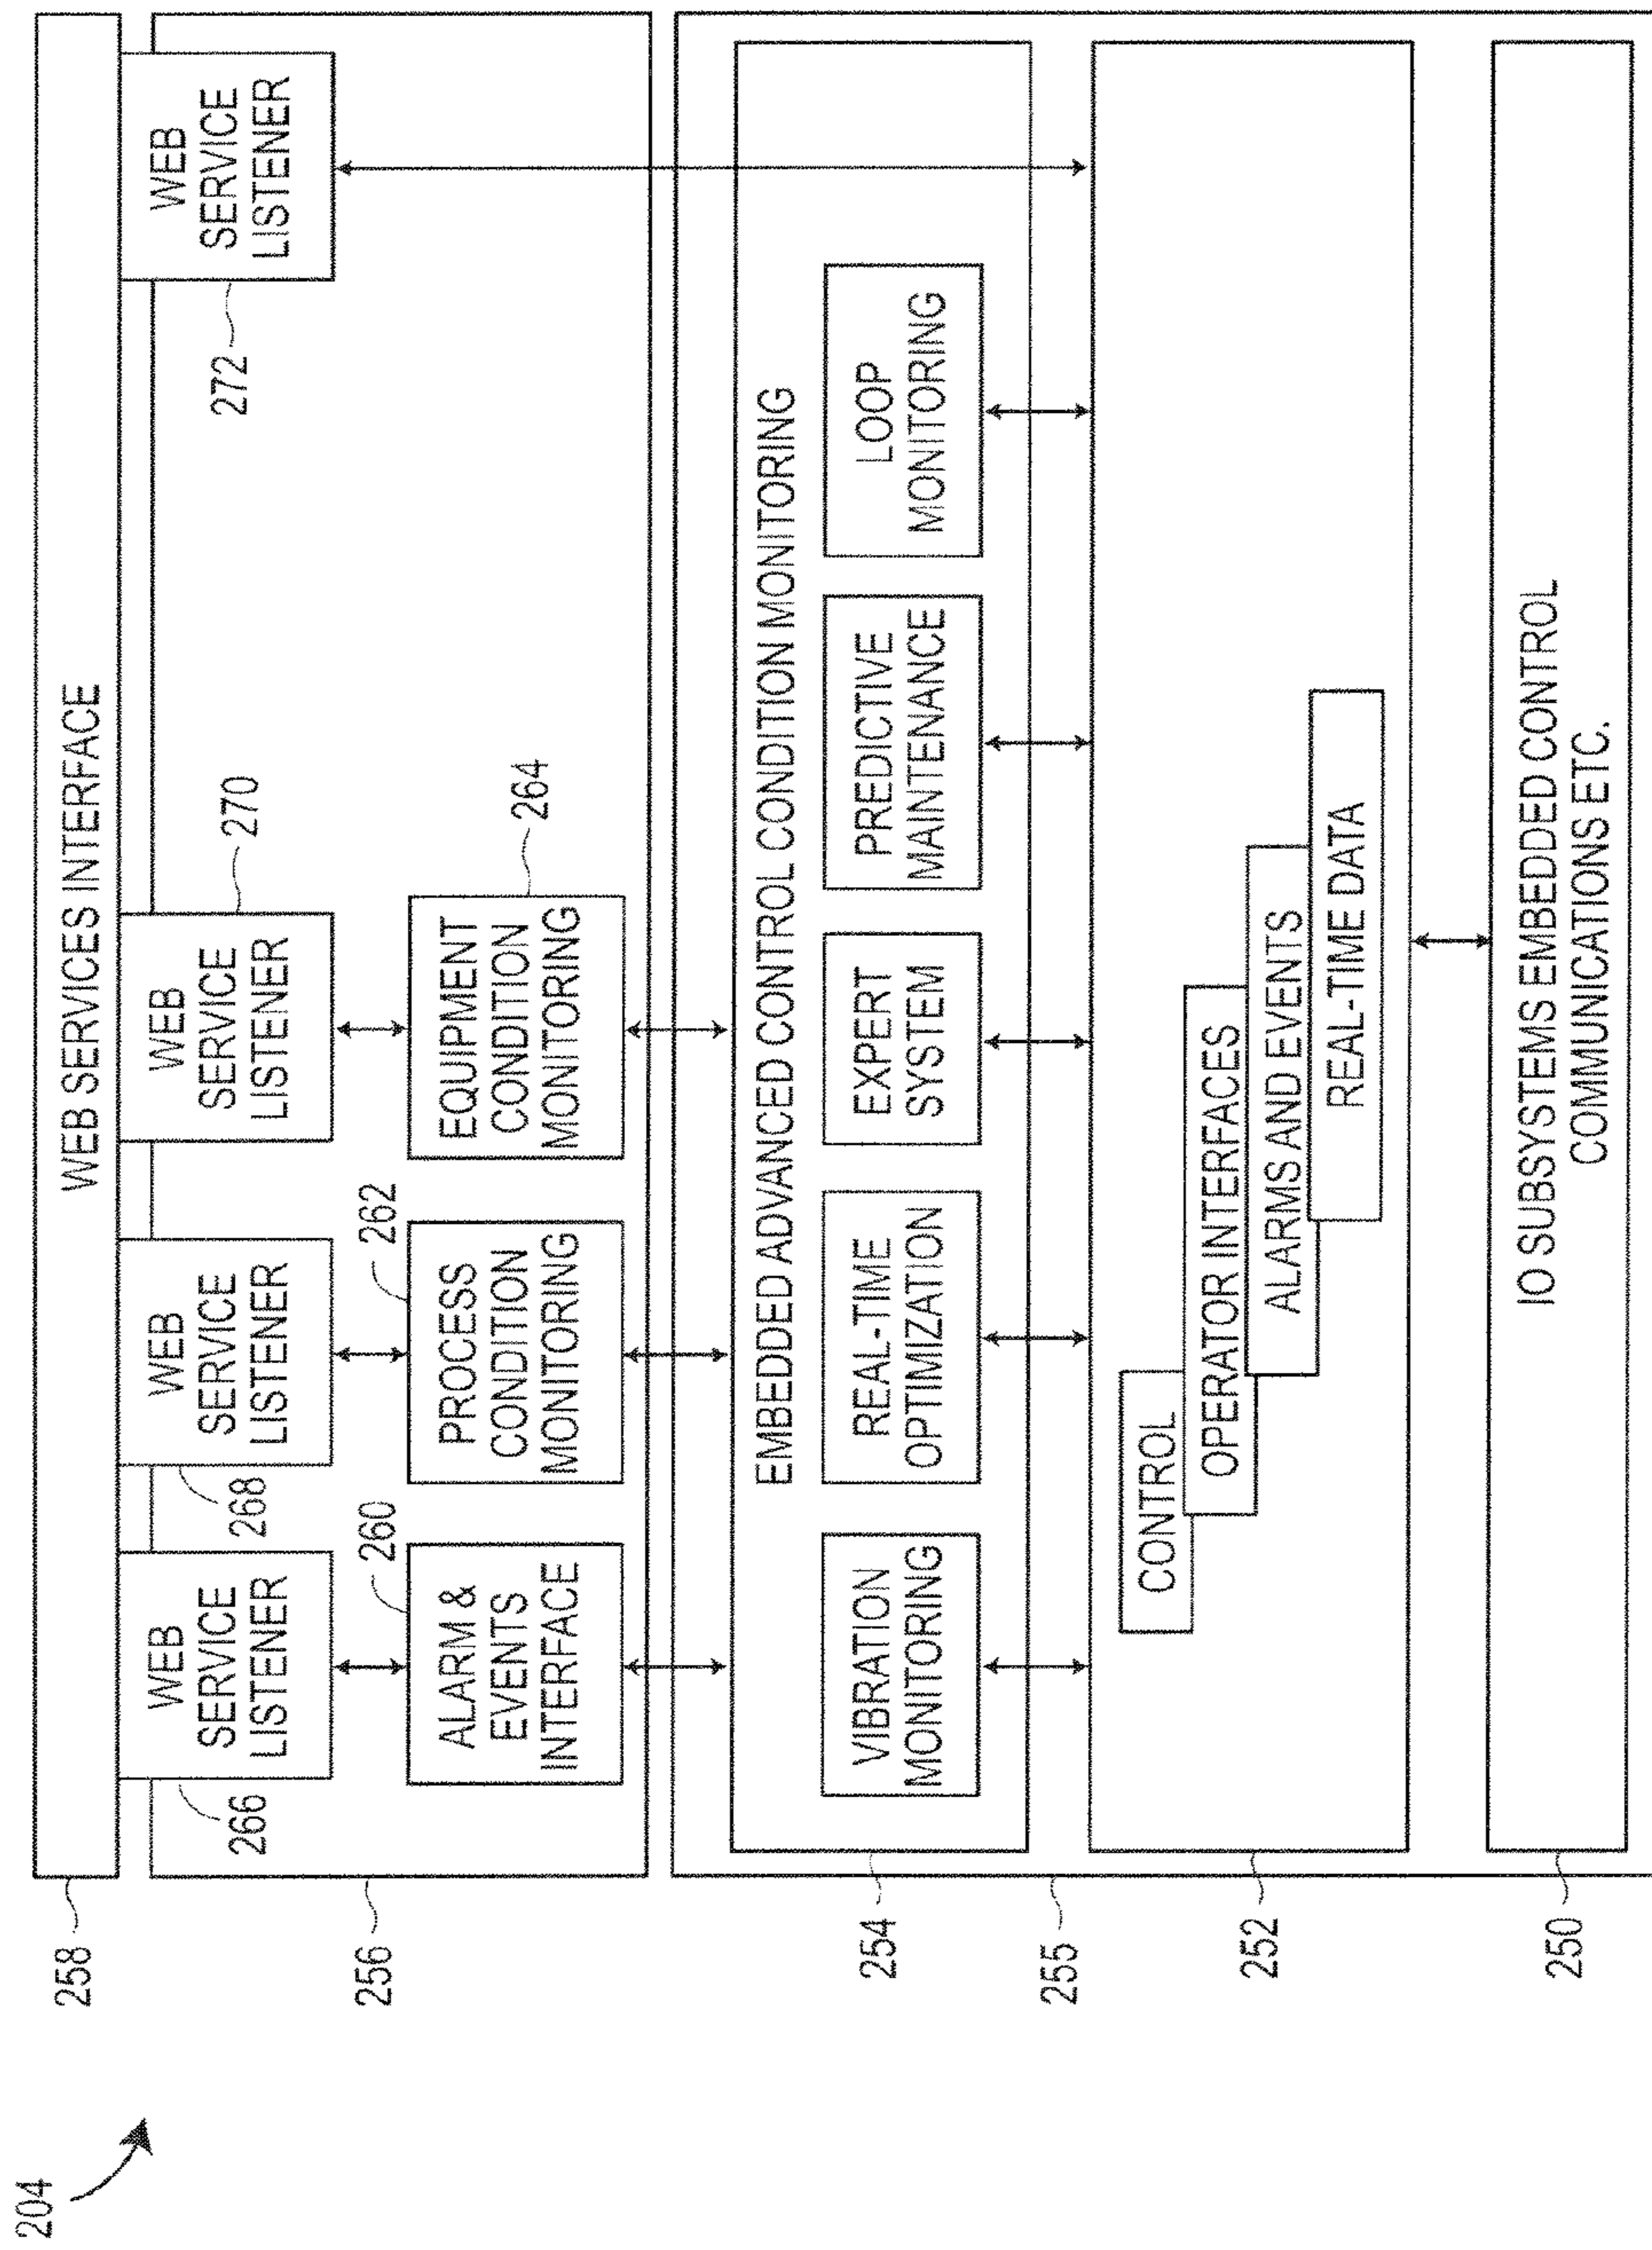 204
258
WEB SERVICES INTERFACE
266
WEB
SERVICE
LISTENER
268
WEB
SERVICE
LISTENER
270
WEB
SERVICE
LISTENER
272
WEB
SERVICE
LISTENER
256
260
ALARM &
EVENTS
INTERFACE
262
PROCESS
CONDITION
MONITORING
264
EQUIPMENT
CONDITION
MONITORING
254
EMBEDDED ADVANCED CONTROL CONDITION MONITORING
VIBRATION
MONITORING
REAL-TIME
OPTIMIZATION
EXPERT
SYSTEM
PREDICTIVE
MAINTENANCE
LOOP
MONITORING
255
252
CONTROL
OPERATOR INTERFACES
ALARMS AND EVENTS
REAL-TIME DATA
250
IO SUBSYSTEMS EMBEDDED CONTROL
COMMUNICATIONS ETC.